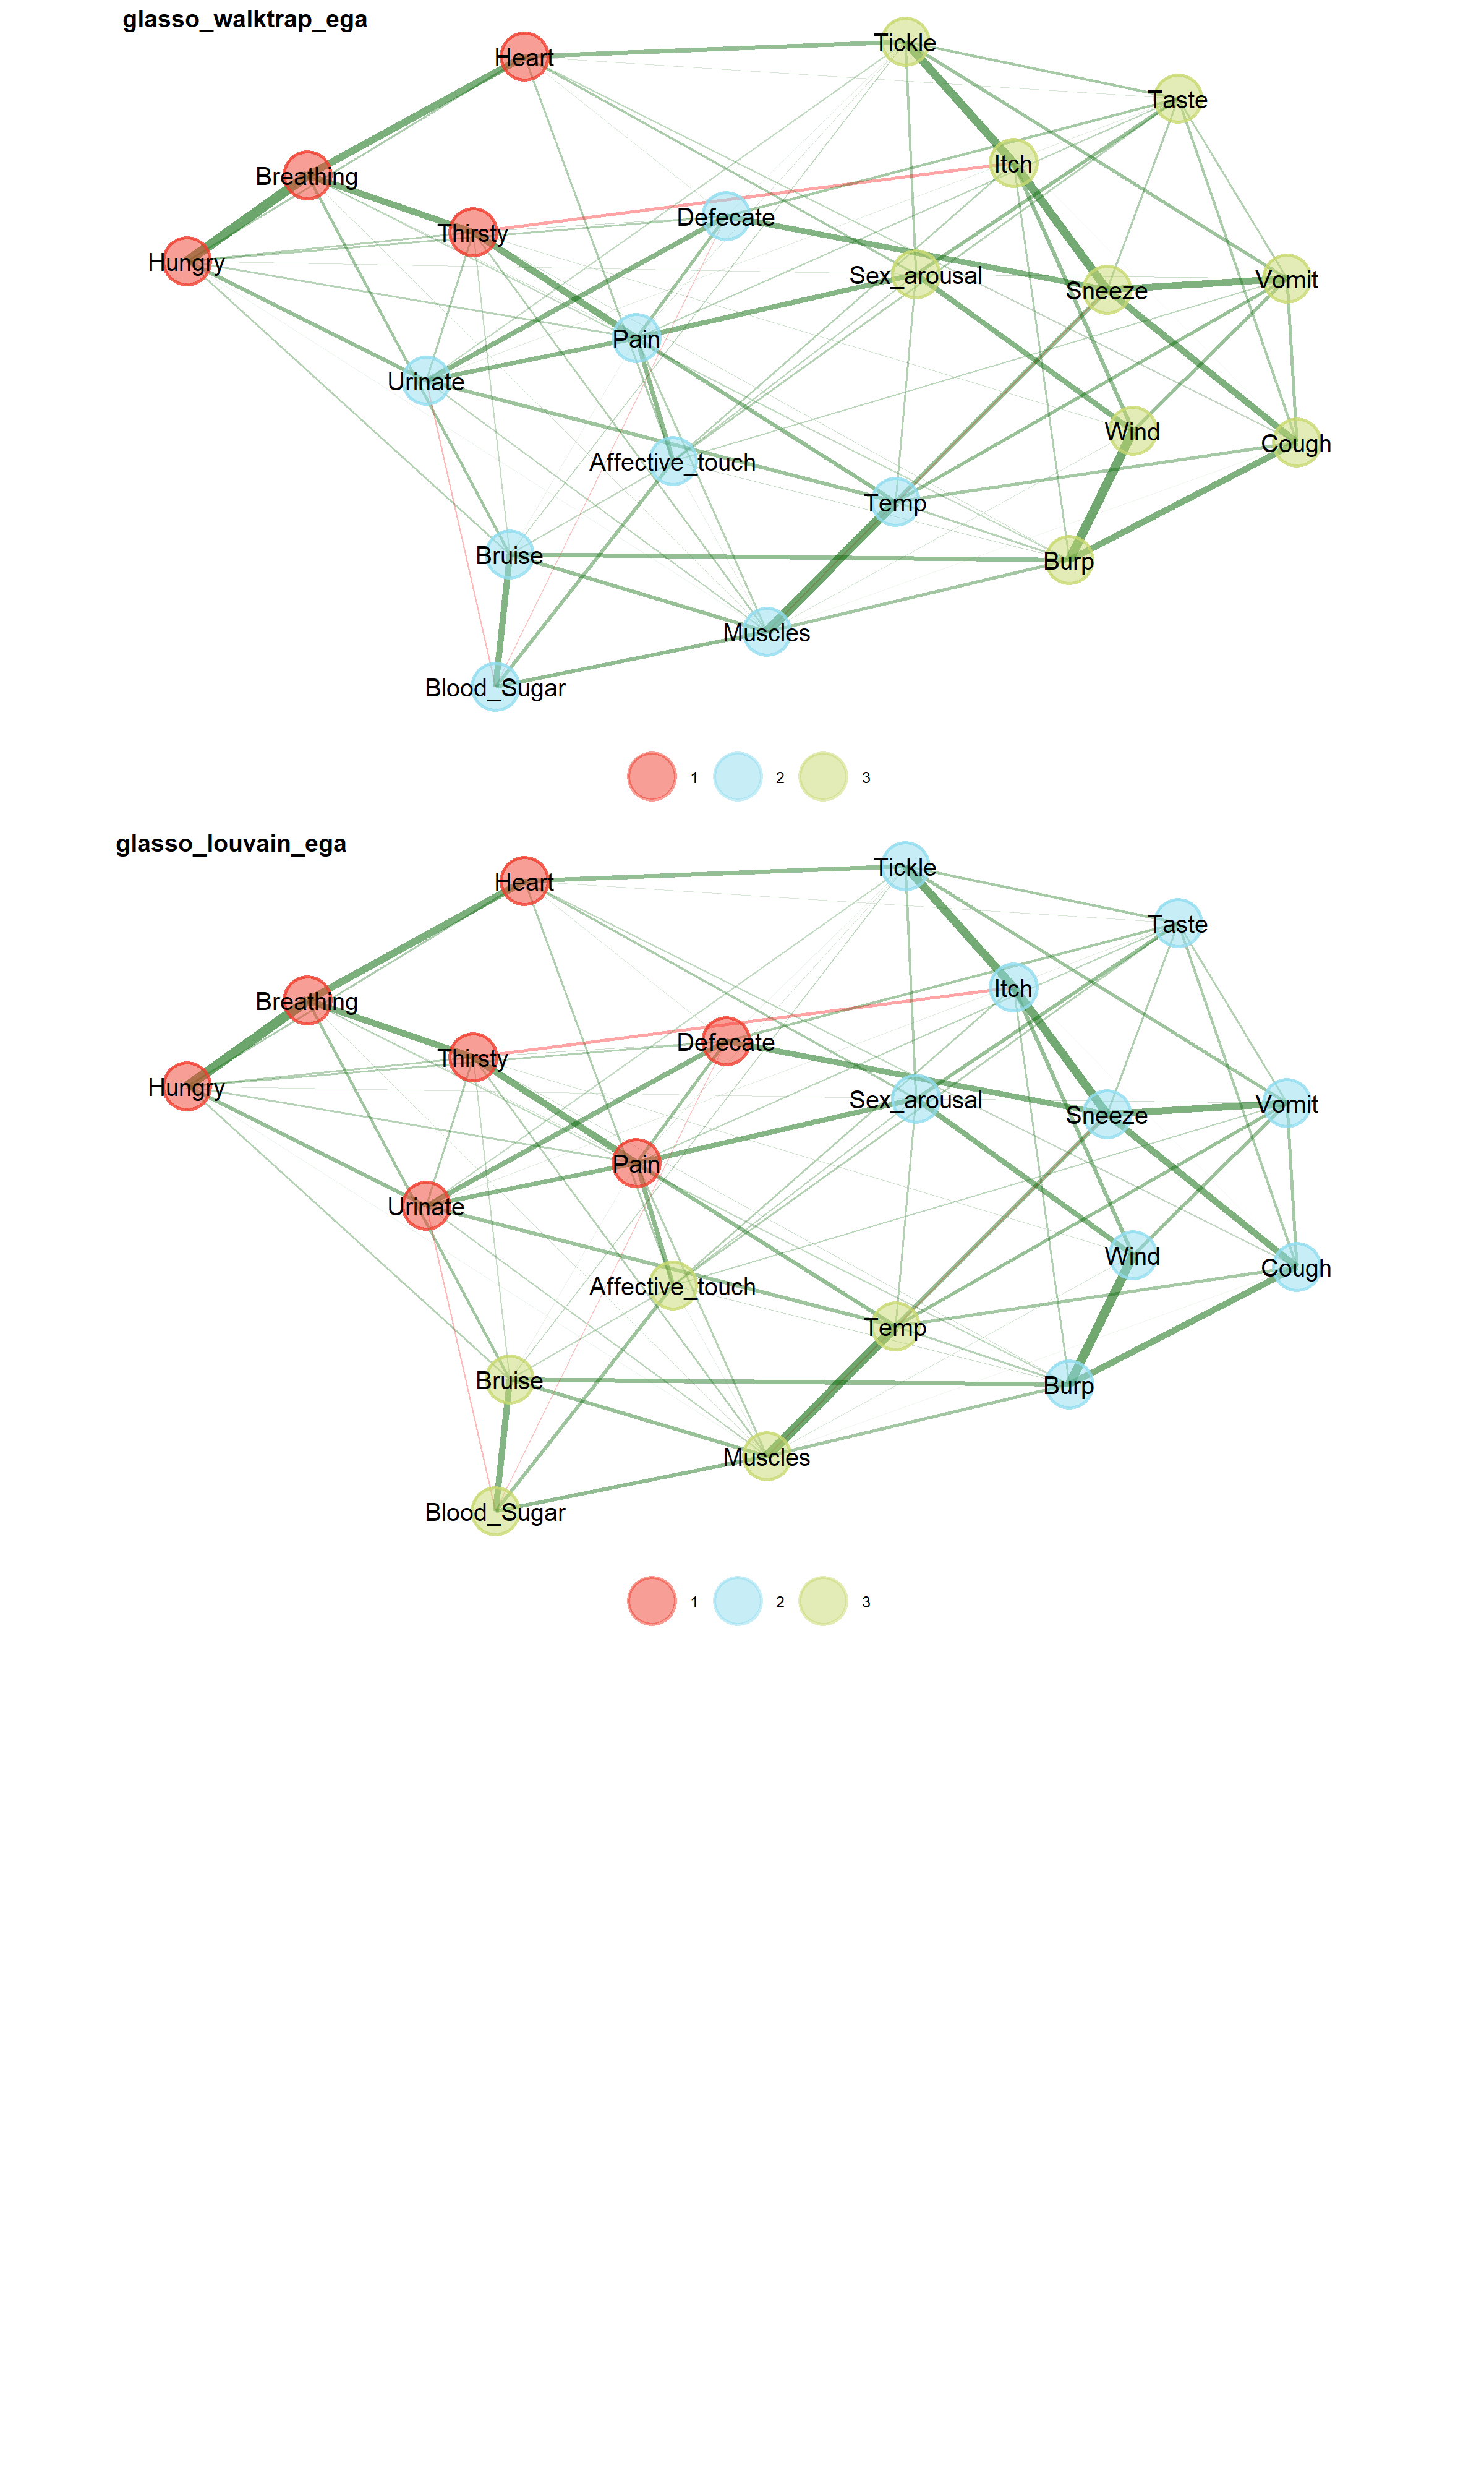 glasso_walktrap_ega
Heart
Tickle
Taste
Itch
Breathing
Defecate
Thirsty
Hungry
Sex_arousal
Sneeze
Vomit
Pain
Urinate
Wind
Cough
Affective_touch
Temp
Bruise
Burp
Muscles
Blood_Sugar
1 2 3
glasso_louvain_ega
Heart
Tickle
Taste
Itch
Breathing
Defecate
Thirsty
Hungry
Sex_arousal
Sneeze
Vomit
Pain
Urinate
Wind
Cough
Affective_touch
Temp
Bruise
Burp
Muscles
Blood_Sugar
1 2 3